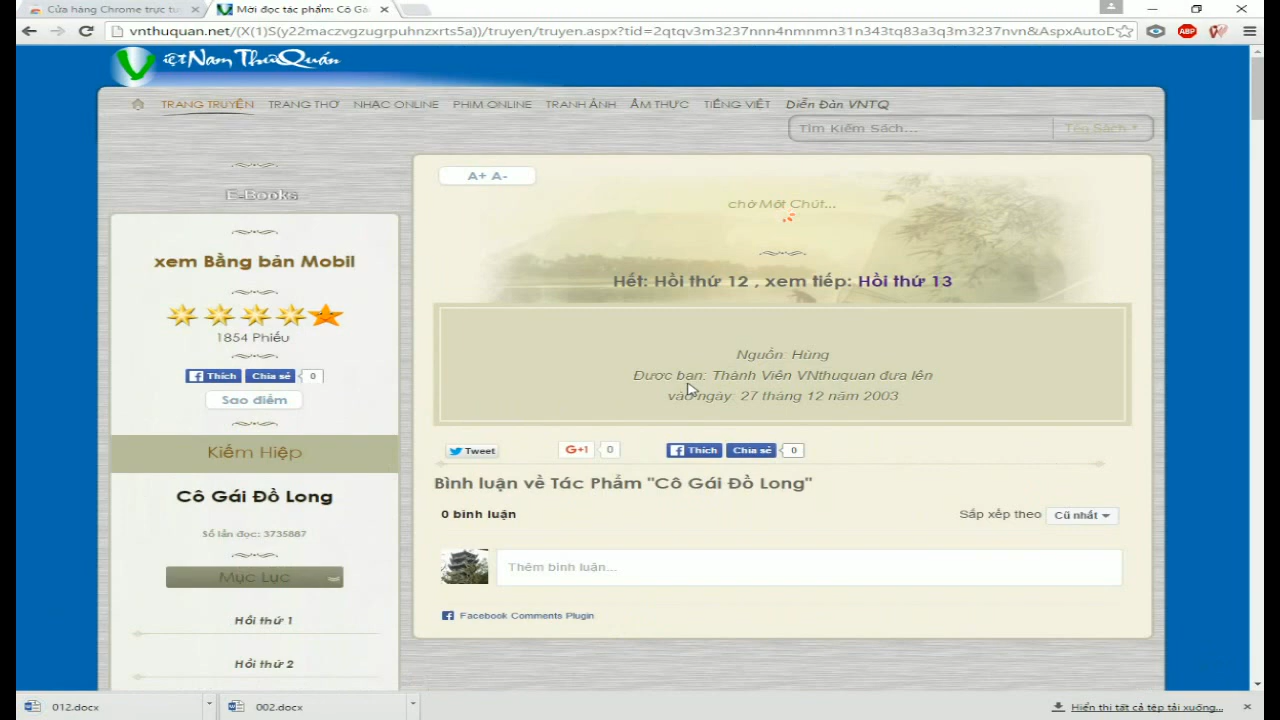 Cửa hàng Chrome trực tu
Mời đọc tác phẩm: Cô Gá
vnthuquan.net/(X(1)S(y22maczvgzugrpuhnzxrts5a))/truyen/truyen.aspx?tid=2qtqv3m3237nnn4nmnmn31n343tq83a3q3m3237nvn&AspxAutoD
ABP
iệt Nam Thư Quán
TRANG TRUYỆN TRANG THƠ NHẠC ONLINE PHIM ONLINE TRANH ẢNH ẨM THỰC TIẾNG VIỆT Diễn Đàn VNTQ
Tìm Kiếm Sách... Tên Sách
E-Books
xem Bằng bản Mobil
1854 Phiếu
Thích Chia sẻ 0
Sao điểm
Kiếm Hiệp
Cô Gái Đồ Long
Số lần đọc: 3735887
Mục Lục
Hồi thứ 1
Hồi thứ 2
A+ A-
chờ Một Chút...
Hết: Hồi thứ 12 , xem tiếp: Hồi thứ 13
Nguồn: Hùng
Được bạn: Thành Viên VNthuquan đưa lên
vào ngày: 27 tháng 12 năm 2003
Tweet G+1 0 Thích Chia sẻ 0
Bình luận về Tác Phẩm "Cô Gái Đồ Long"
0 bình luận Sắp xếp theo Cũ nhất
Thêm bình luận...
Facebook Comments Plugin
012.docx 002.docx Hiển thị tất cả tệp tải xuống...